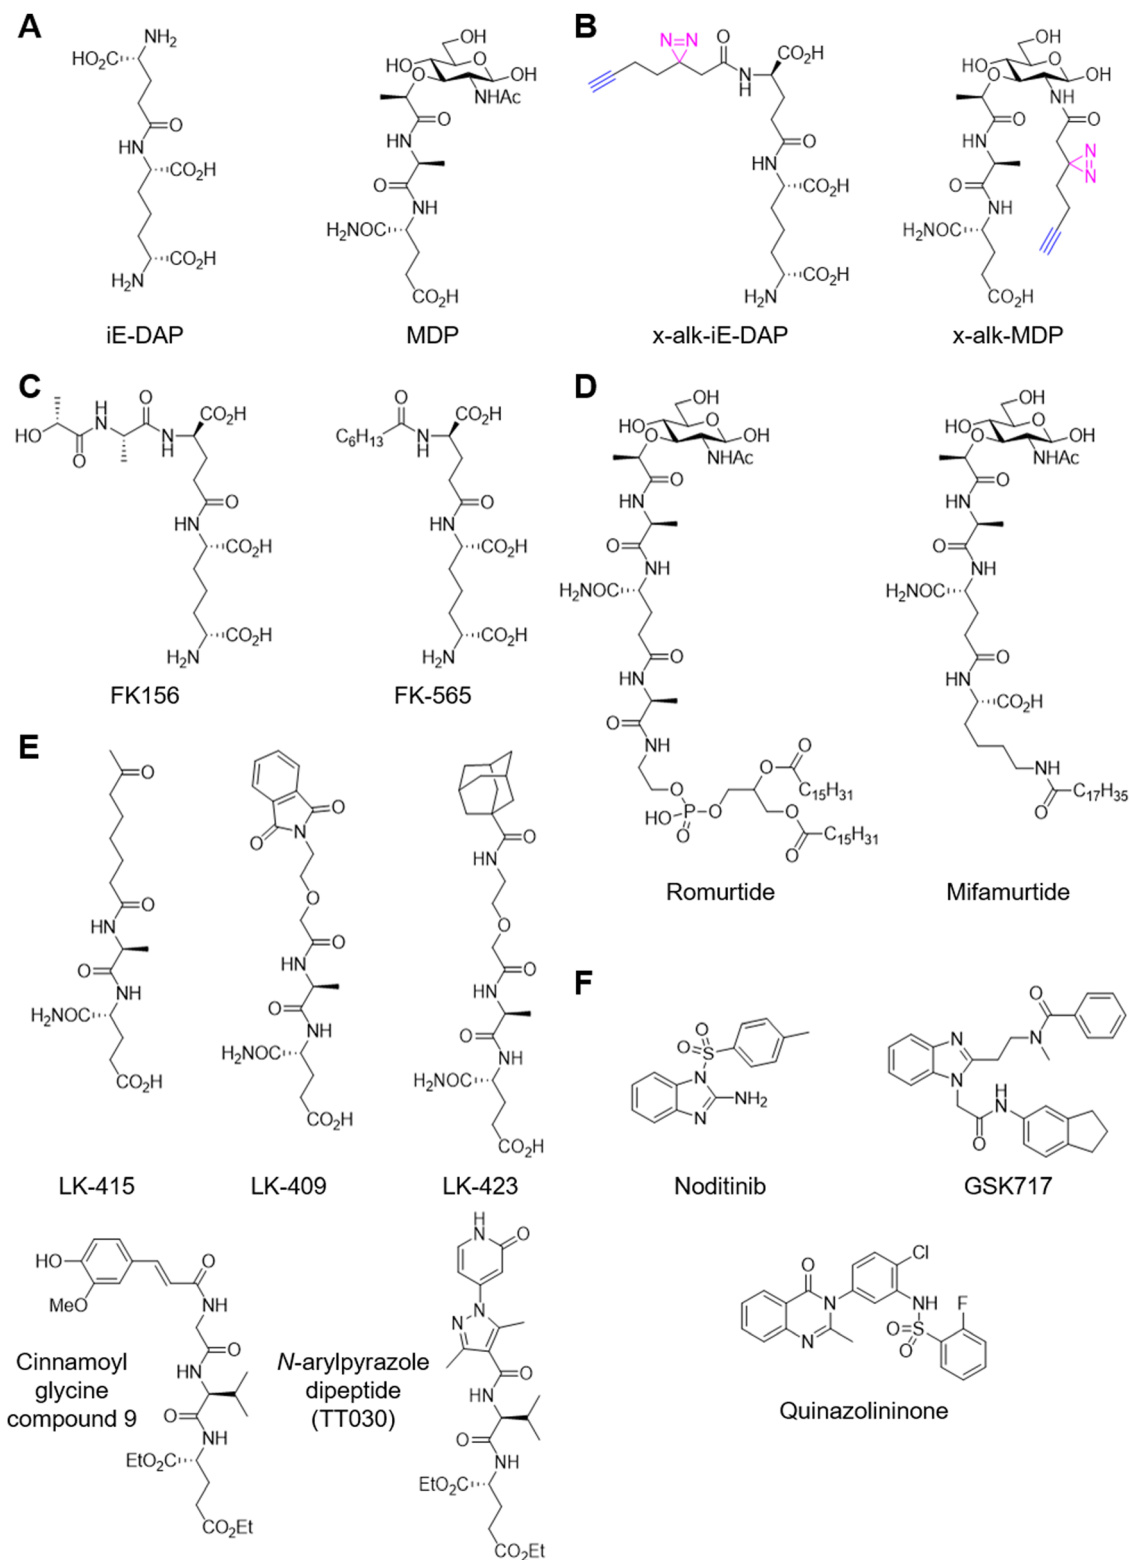 A
NH2
HO2C
O
HN
CO2H
CO2H
H2N
iE-DAP
OH
HO
O
O
OH
NHAc
O
HN
O
NH
H2NOC
CO2H
MDP
B
N=N
O
N
H
CO2H
O
HN
CO2H
CO2H
H2N
x-alk-iE-DAP
OH
HO
O
O
OH
NH
O
O
HN
N
N
O
NH
H2NOC
CO2H
x-alk-MDP
C
HO
O
H
N
O
N
H
CO2H
O
HN
CO2H
CO2H
H2N
FK156
O
C6H13
N
H
CO2H
O
HN
CO2H
CO2H
H2N
FK-565
D
OH
HO
O
O
OH
NHAc
O
HN
O
NH
H2NOC
O
HN
O
NH
O
HO
P
O
O
O
O
C15H31
O
C15H31
O
Romurtide
OH
HO
O
O
OH
NHAc
O
HN
O
NH
H2NOC
O
HN
CO2H
NH
C17H35
O
Mifamurtide
E
O
O
HN
O
NH
H2NOC
CO2H
LK-415
O
O
N
O
O
HN
O
NH
H2NOC
CO2H
LK-409
O
HN
O
O
HN
O
NH
H2NOC
CO2H
LK-423
HO
MeO
O
NH
O
HN
O
NH
EtO2C
CO2Et
Cinnamoyl
glycine
compound 9
H
N
O
N
N
O
HN
O
NH
EtO2C
CO2Et
N-arylpyrazole
dipeptide
(TT030)
F
O
O
S
N
NH2
N
Noditinib
O
N
N
N
H
N
O
GSK717
Cl
O
N
N
NH
F
O
S
O
Quinazolininone